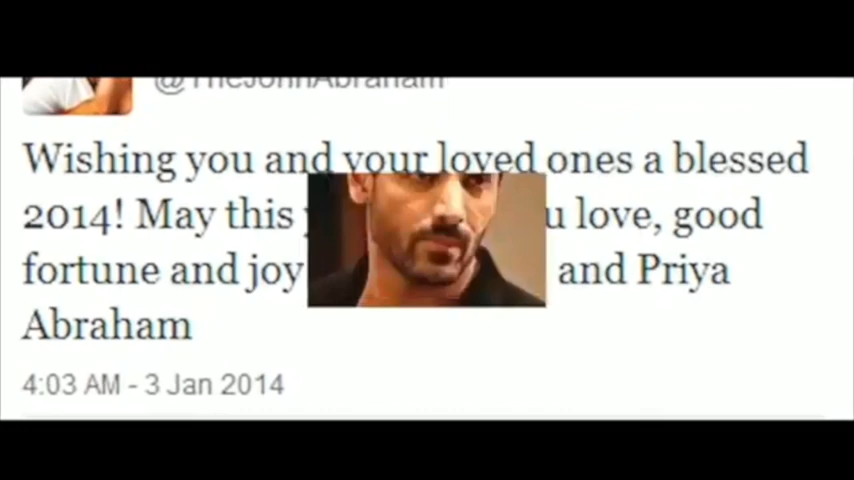 @TheJohnAbraham
Wishing you and your loved ones a blessed
2014! May this u love, good
fortune and joy and Priya
Abraham
4:03 AM - 3 Jan 2014